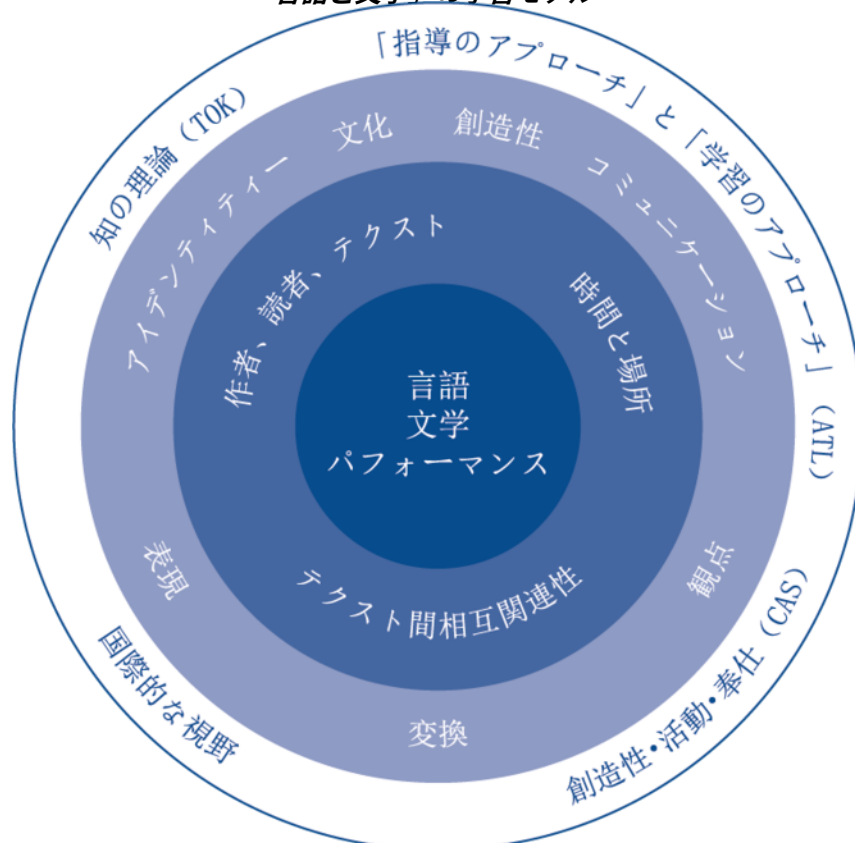 「指導のアプローチ」と「学習のアプローチ」(ATL)
知の理論 (TOK)
創造性・活動・奉仕 (CAS)
国際的な視野
アイデンティティー
文化
創造性
コミュニケーション
観点
変換
表現
作者、読者、テクスト
時間と場所
テクスト間相互関連性
言語
文学
パフォーマンス